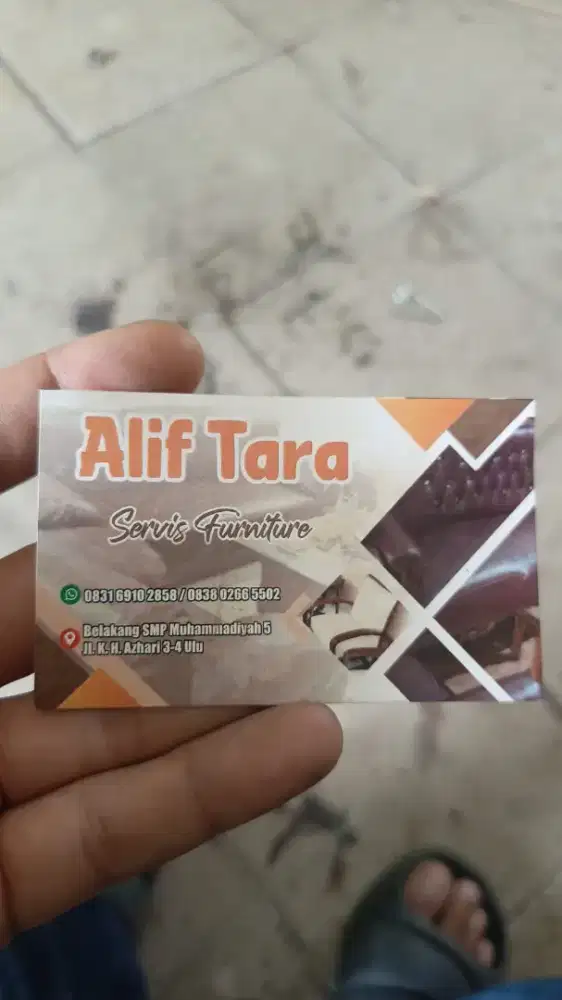 Alif Tara
Servis Furniture
0831 6910 2858 / 0838 0266 5502
Belakang SMP Muhammadiyah 5
Jl. K. H. Azhari 3-4 Ulu